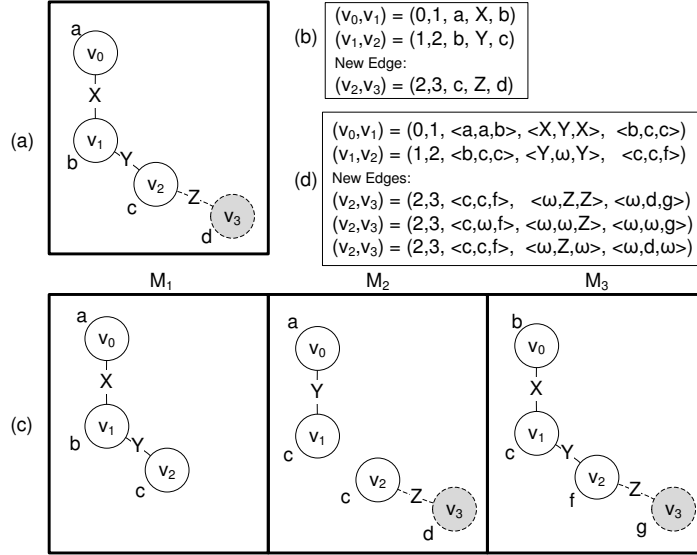 (a)
a
v0
X
v1
b
Y
v2
c
Z
v3
d
(b)
(v0,v1) = (0,1, a, X, b)
(v1,v2) = (1,2, b, Y, c)
New Edge:
(v2,v3) = (2,3, c, Z, d)
(d)
(v0,v1) = (0,1, <a,a,b>, <X,Y,X>, <b,c,c>)
(v1,v2) = (1,2, <b,c,c>, <Y,ω,Y>, <c,c,f>)
New Edges:
(v2,v3) = (2,3, <c,c,f>, <ω,Z,Z>, <ω,d,g>)
(v2,v3) = (2,3, <c,ω,f>, <ω,ω,Z>, <ω,ω,g>)
(v2,v3) = (2,3, <c,c,f>, <ω,Z,ω>, <ω,d,ω>)
(c)
M1
a
v0
X
v1
b
Y
v2
c
M2
a
v0
Y
v1
c
v2
c
Z
v3
d
M3
b
v0
X
v1
c
Y
v2
f
Z
v3
g